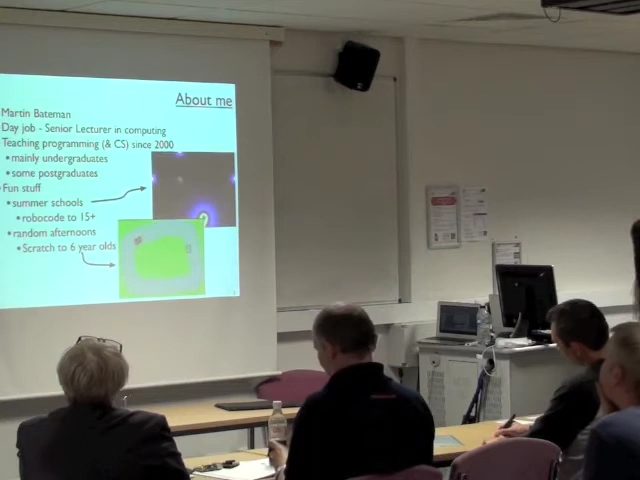 About me
Martin Bateman
Day job - Senior Lecturer in computing
Teaching programming (& CS) since 2000
•mainly undergraduates
•some postgraduates
Fun stuff
•summer schools
•robocode to 15+
•random afternoons
•Scratch to 6 year olds